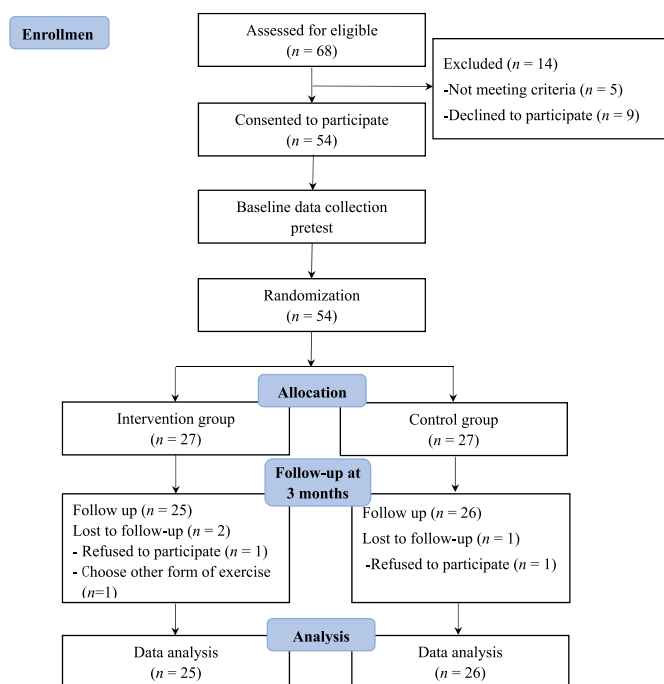 Enrollmen
Assessed for eligible
(n = 68)
Excluded (n = 14)
-Not meeting criteria (n = 5)
-Declined to participate (n = 9)
Consented to participate
(n = 54)
Baseline data collection
pretest
Randomization
(n = 54)
Allocation
Intervention group
(n = 27)
Control group
(n = 27)
Follow-up at
3 months
Follow up (n = 25)
Lost to follow-up (n = 2)
- Refused to participate (n = 1)
- Choose other form of exercise
(n=1)
Follow up (n = 26)
Lost to follow-up (n = 1)
-Refused to participate (n = 1)
Analysis
Data analysis
(n = 25)
Data analysis
(n = 26)